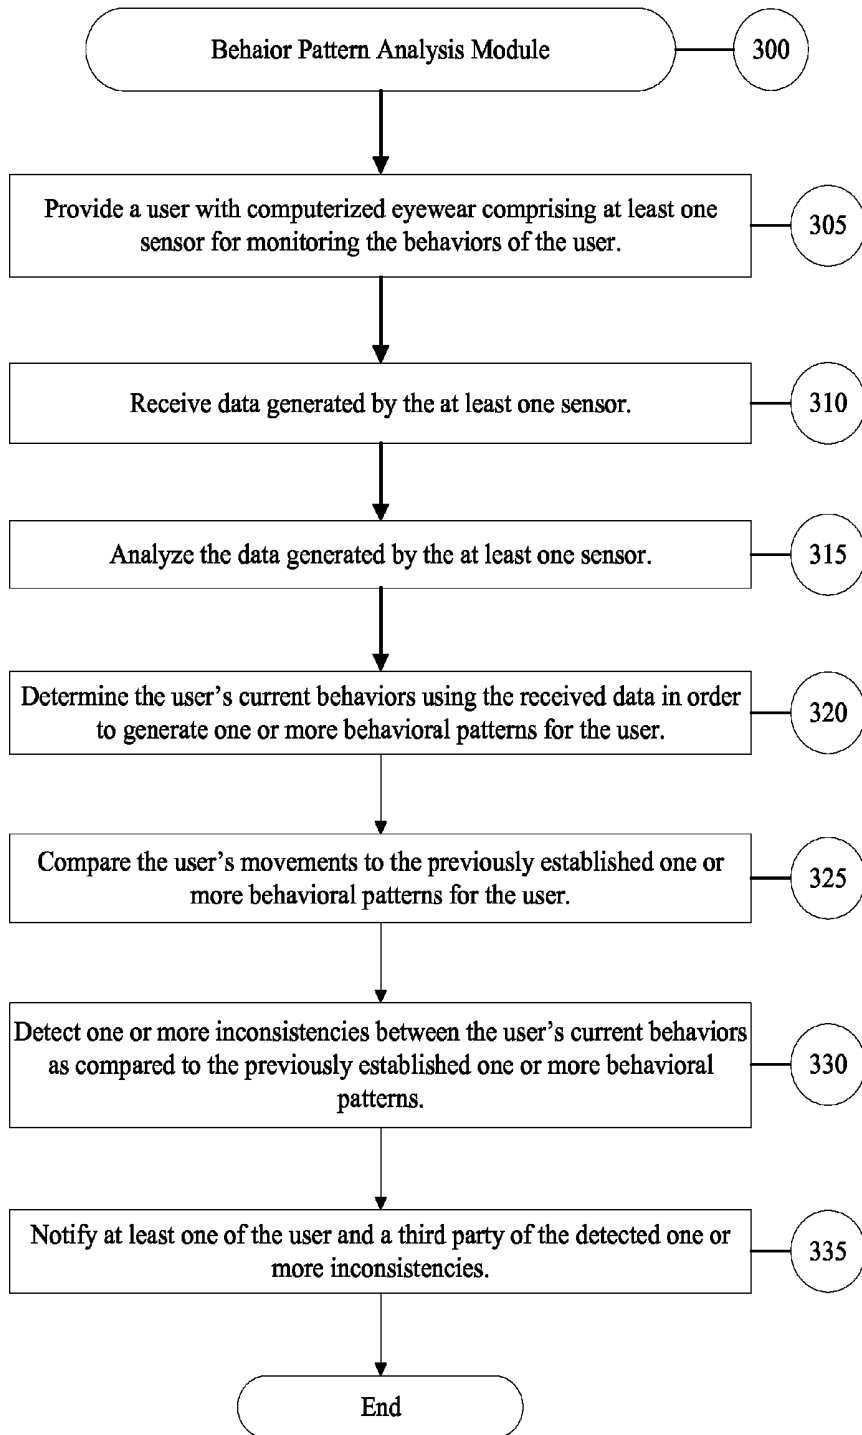 Behaior Pattern Analysis Module
300
Provide a user with computerized eyewear comprising at least one
sensor for monitoring the behaviors of the user.
305
Receive data generated by the at least one sensor.
310
Analyze the data generated by the at least one sensor.
315
Determine the user’s current behaviors using the received data in order
to generate one or more behavioral patterns for the user.
320
Compare the user’s movements to the previously established one or
more behavioral patterns for the user.
325
Detect one or more inconsistencies between the user’s current behaviors
as compared to the previously established one or more behavioral
patterns.
330
Notify at least one of the user and a third party of the detected one or
more inconsistencies.
335
End